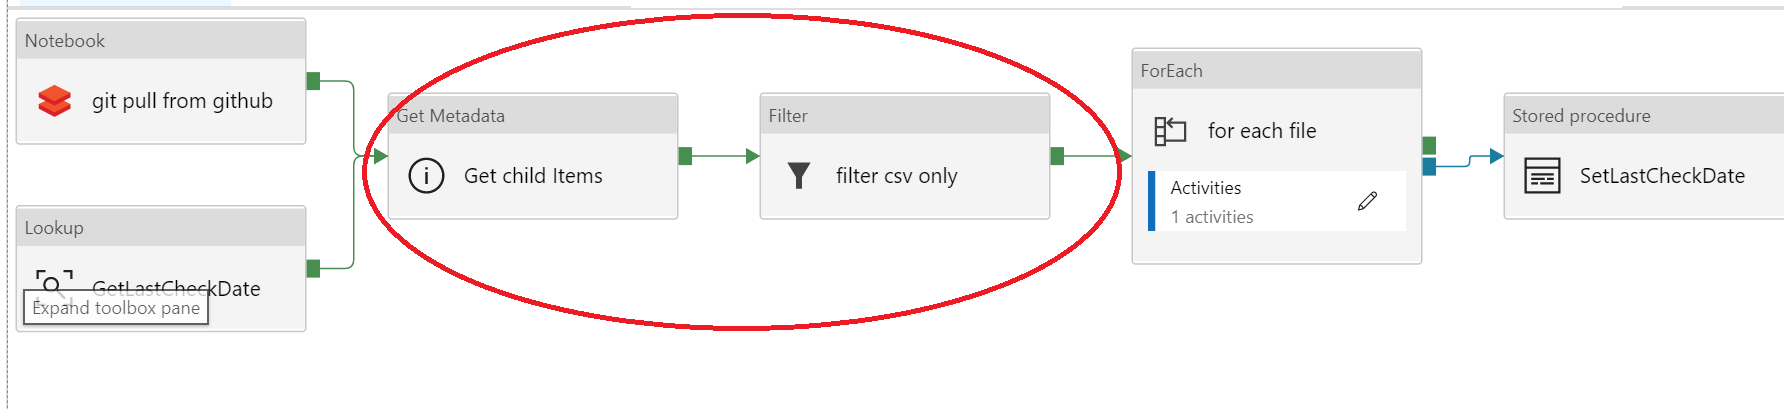 Notebook
git pull from github
Lookup
GetLastCheckDate
Expand toolbox pane
Get Metadata
Get child Items
Filter
filter csv only
ForEach
for each file
Activities
1 activities
Stored procedure
SetLastCheckDate